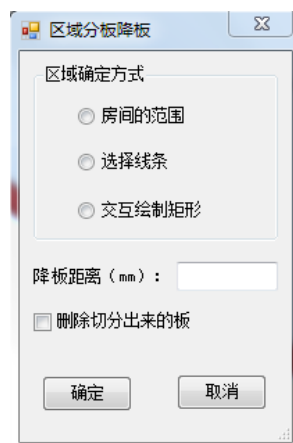 区域分板降板
区域确定方式
房间的范围
选择线条
交互绘制矩形
降板距离（mm）：
删除切分出来的板
确定
取消